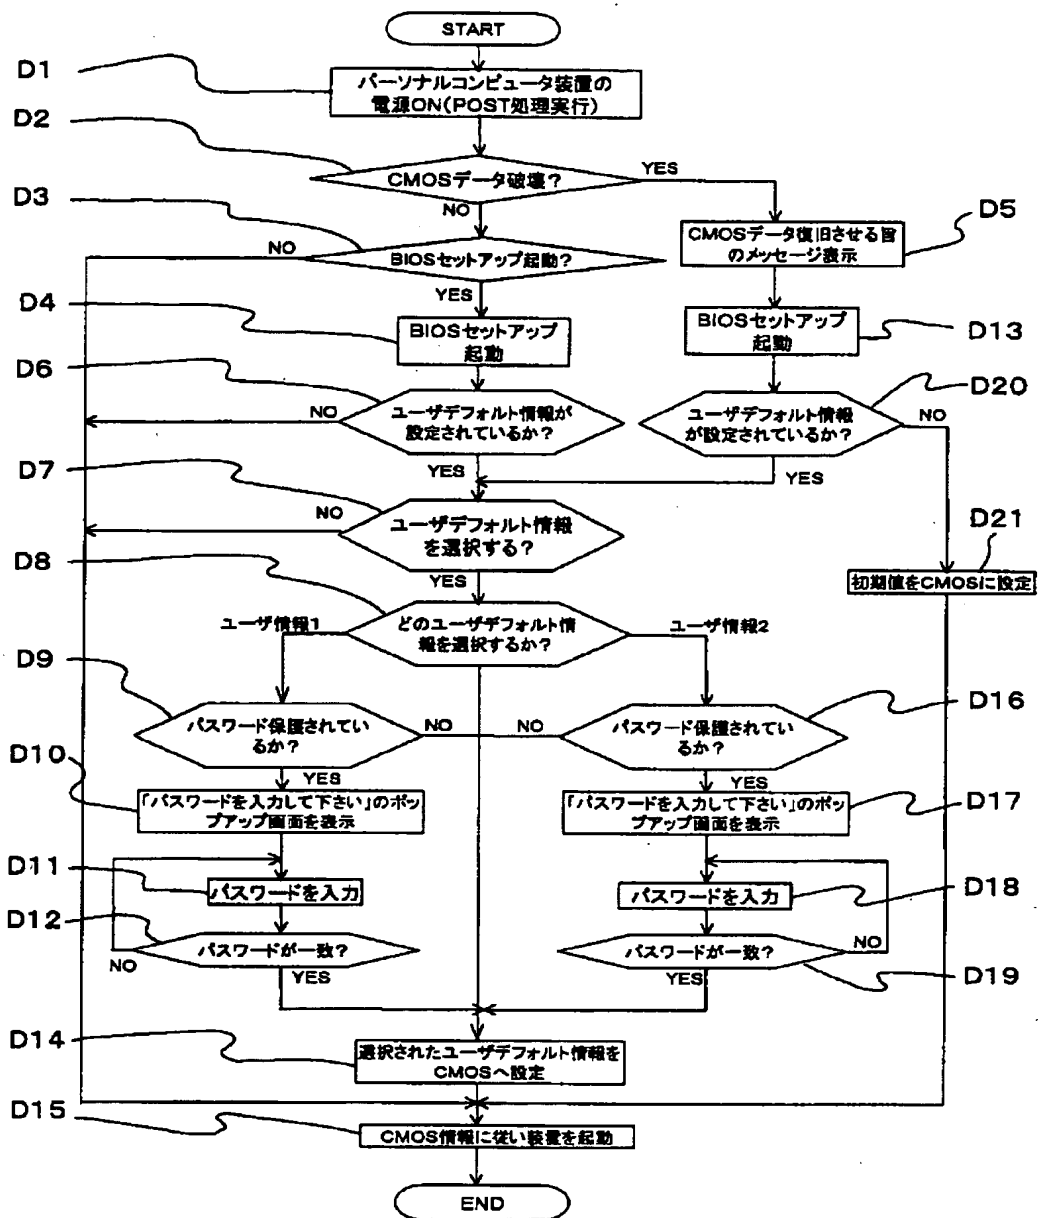 START
D1
パーソナルコンピュータ装置の
電源ON(POST処理実行)
D2
CMOSデータ破壊?
YES
NO
D3
BIOSセットアップ起動?
NO
YES
D5
CMOSデータ復旧させる旨
のメッセージ表示
D4
BIOSセットアップ
起動
BIOSセットアップ
起動
D13
D6
ユーザデフォルト情報が
設定されているか?
NO
YES
D20
ユーザデフォルト情報
が設定されているか?
NO
YES
D7
ユーザデフォルト情報
を選択する?
NO
YES
D21
初期値をCMOSに設定
D8
どのユーザデフォルト情
報を選択するか?
ユーザ情報1
ユーザ情報2
D9
パスワード保護されてい
るか?
NO
YES
D16
パスワード保護されてい
るか?
NO
YES
D10
「パスワードを入力して下さい」のポッ
プアップ画面を表示
「パスワードを入力して下さい」のポッ
プアップ画面を表示
D17
D11
パスワードを入力
パスワードを入力
D18
D12
パスワードが一致?
NO
YES
パスワードが一致?
NO
YES
D19
D14
選択されたユーザデフォルト情報を
CMOSへ設定
D15
CMOS情報に従い装置を起動
END